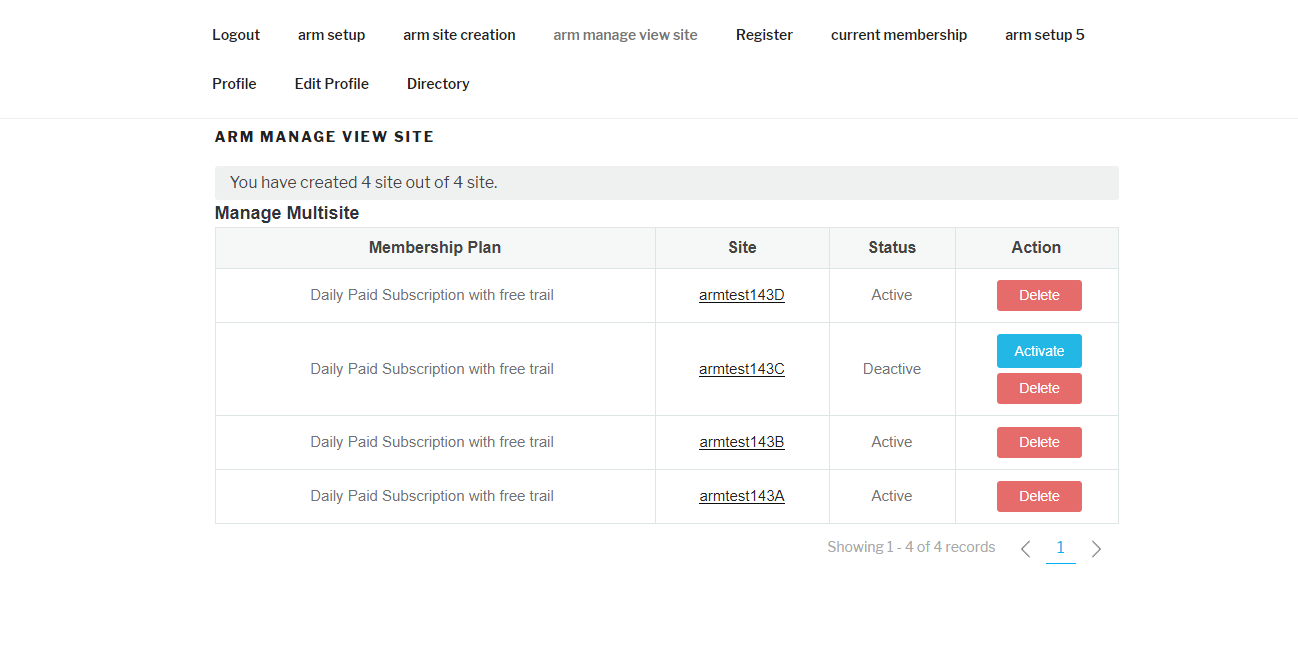 Logout arm setup arm site creation arm manage view site Register current membership arm setup 5
Profile Edit Profile Directory
ARM MANAGE VIEW SITE
You have created 4 site out of 4 site.
Manage Multisite
Membership Plan Site Status Action
Daily Paid Subscription with free trail armtest143D Active Delete
Activate
Daily Paid Subscription with free trail armtest143C Deactive
Delete
Daily Paid Subscription with free trail armtest143B Active Delete
Daily Paid Subscription with free trail armtest143A Active Delete
Showing 1 - 4 of 4 records 1